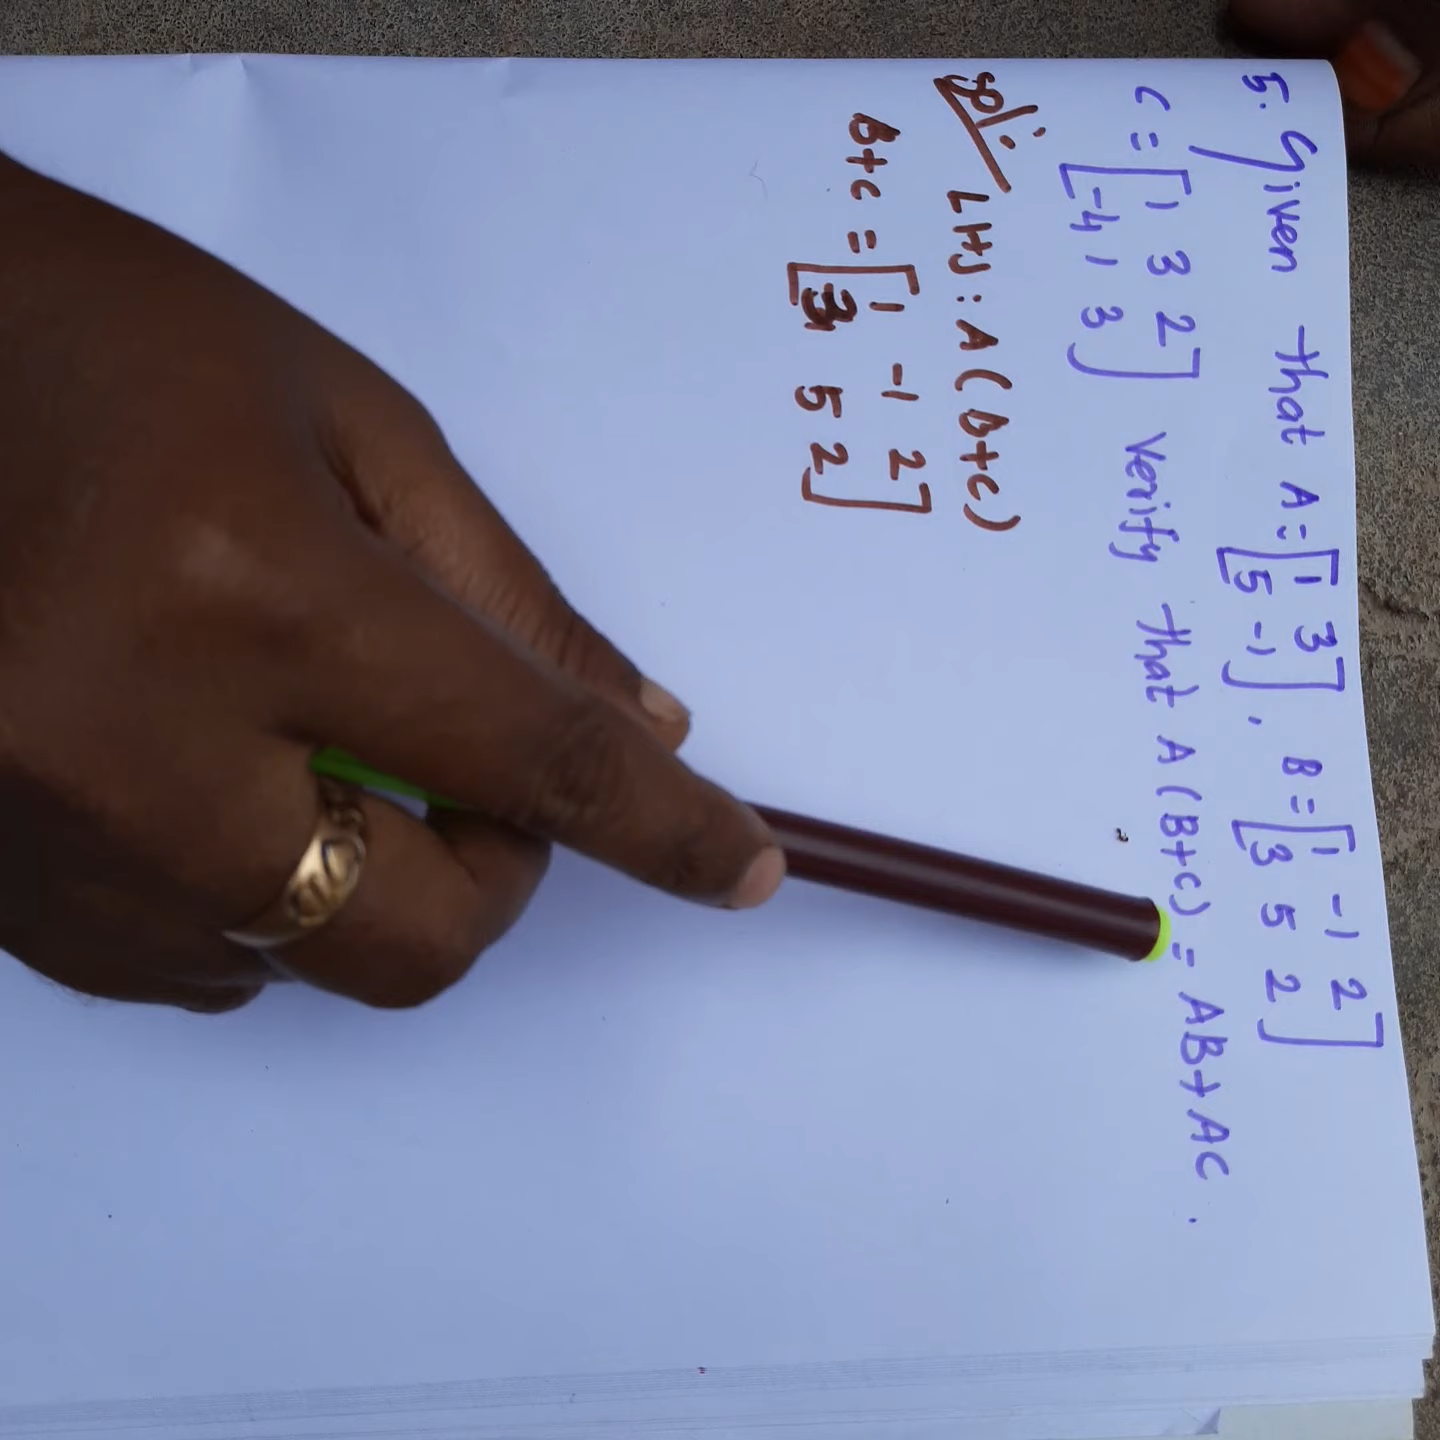 5. Given that A = [1 3
5 -1], B = [1 -1 2
3 5 2]
C = [1 3 2
-4 1 3] Verify that A(B+C) = AB+AC.
Sol:- LHS: A(B+C)
B+C = [1 -1 2
3 5 2]